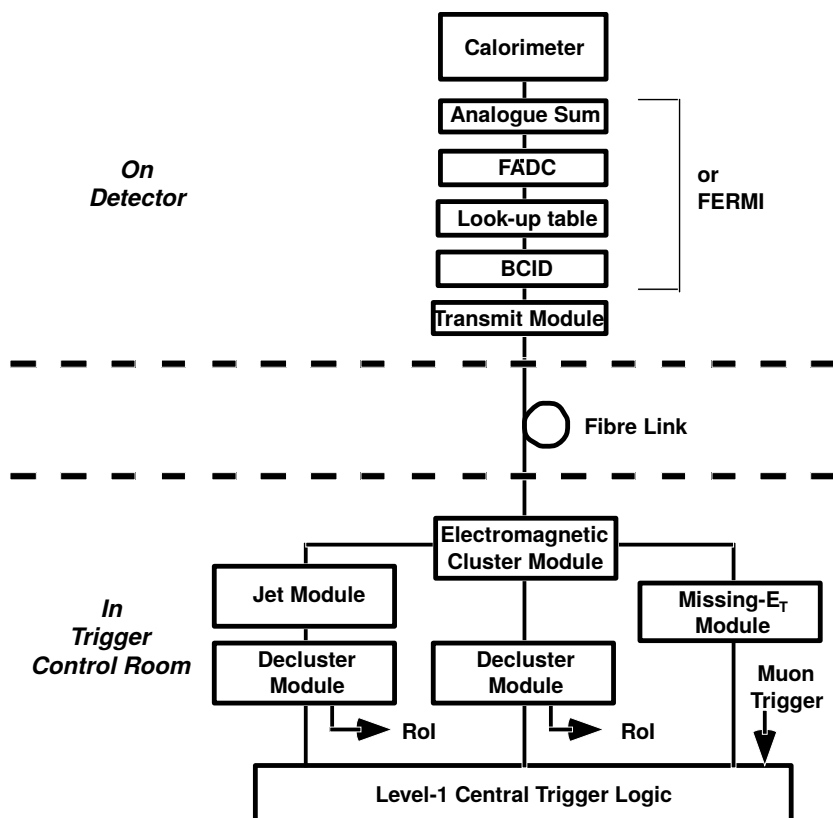 Calorimeter
Analogue Sum
FADC
Look-up table
BCID
Transmit Module
On
Detector
or
FERMI
Fibre Link
Electromagnetic
Cluster Module
Jet Module
Missing-E_T
Module
In
Trigger
Control Room
Decluster
Module
Decluster
Module
Muon
Trigger
RoI
RoI
Level-1 Central Trigger Logic